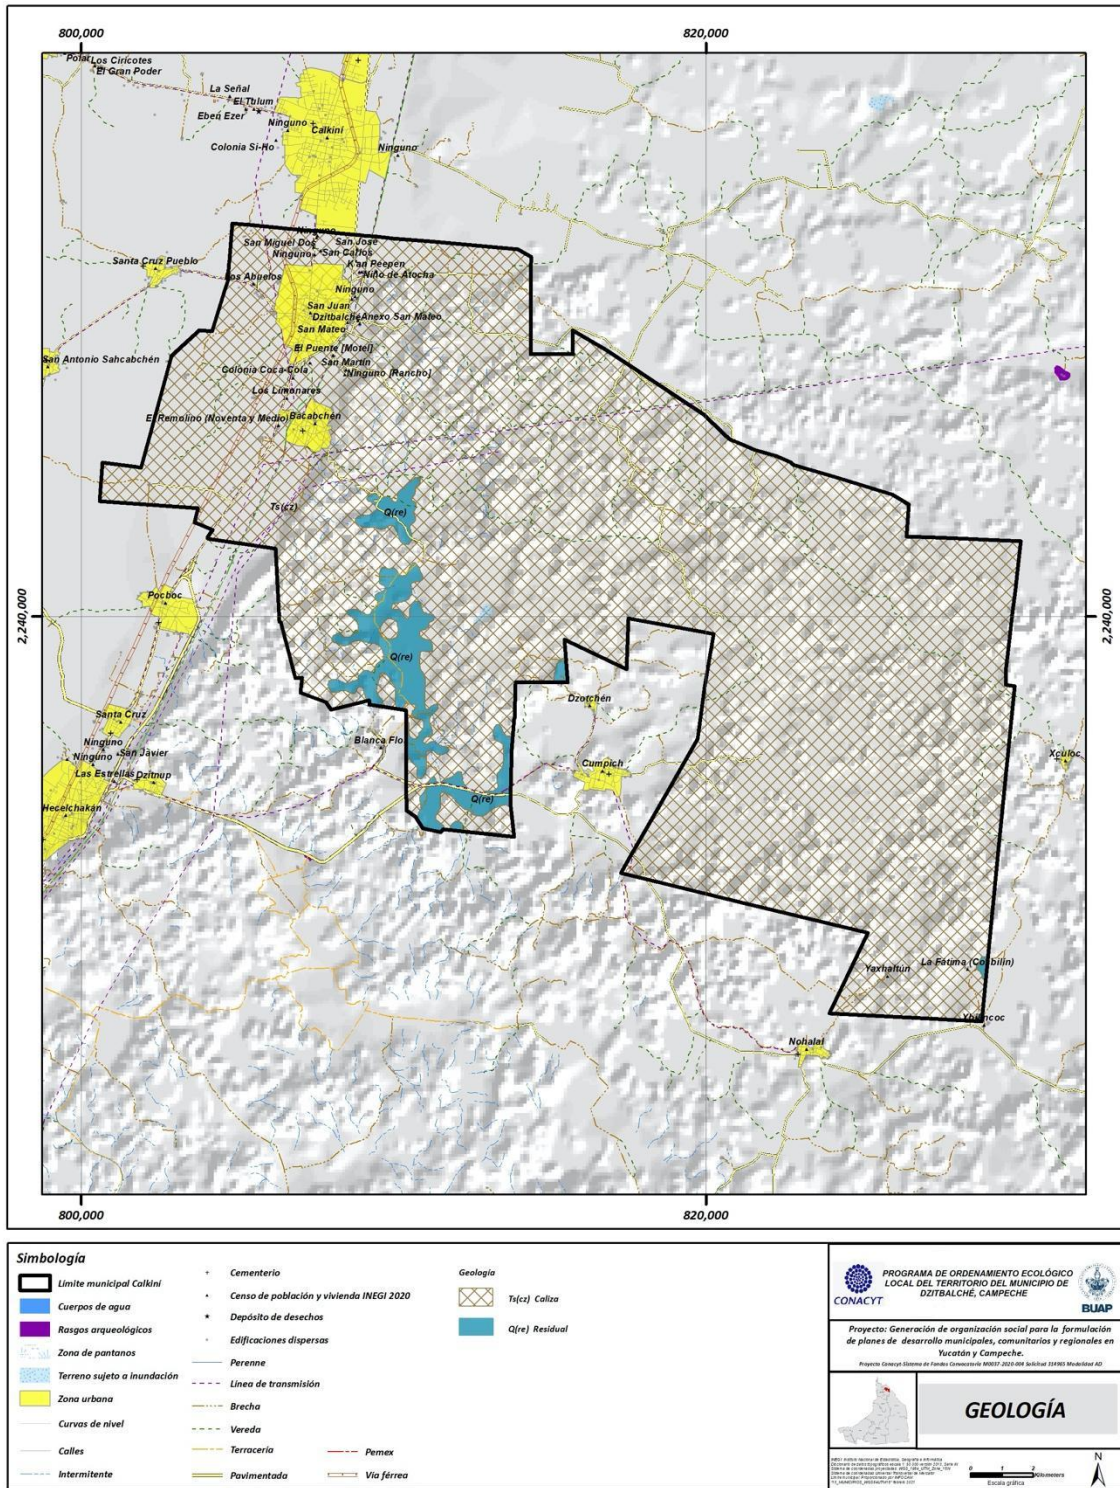 800,000
820,000
Los Ciricotes
El Gran Poder
La Señal
El Tulum
Eben Ezer
Ninguno
Calkiní
Colonia Si-Ho
Ninguno
Ninguno
San Miguel Dos
San José
Ninguno
San Carlos
Santa Cruz Pueblo
K'an Peepen
Niño de Atocha
Los Abuelos
Ninguno
San Juan
Dzitbalché
Anexo San Mateo
San Mateo
El Puente [Motel]
San Antonio Sahcabchén
San Martín
Colonia Coca-Cola
Ninguno [Rancho]
Los Limonares
El Remolino (Noventa y Medio)
Bacabchén
Ts(cz)
Q(re)
Pocboc
2,240,000
2,240,000
Q(re)
Dzotchén
Santa Cruz
Ninguno
Blanca Flo
San Javier
Ninguno
Xculoc
Las Estrellas
Dzitnup
Cumpich
Hecelchakán
Q(re)
Yaxhaltún
La Fátima
Nohalal
800,000
820,000
Simbología
Limite municipal Calkiní
Cuerpos de agua
Rasgos arqueológicos
Zona de pantanos
Terreno sujeto a inundación
Zona urbana
Curvas de nivel
Calles
Intermitente
Cementerio
Censo de población y vivienda INEGI 2020
Depósito de desechos
Edificaciones dispersas
Perenne
Línea de transmisión
Brecha
Vereda
Terracería
Pavimentada
Pemex
Vía férrea
Geología
Ts(cz) Caliza
Q(re) Residual
CONACYT
PROGRAMA DE ORDENAMIENTO ECOLÓGICO
LOCAL DEL TERRITORIO DEL MUNICIPIO DE
DZITBALCHÉ, CAMPECHE
BUAP
Proyecto: Generación de organización social para la formulación
de planes de desarrollo municipales, comunitarios y regionales en
Yucatán y Campeche.
GEOLOGÍA
0 1 2
Kilometers
Escala gráfica
N